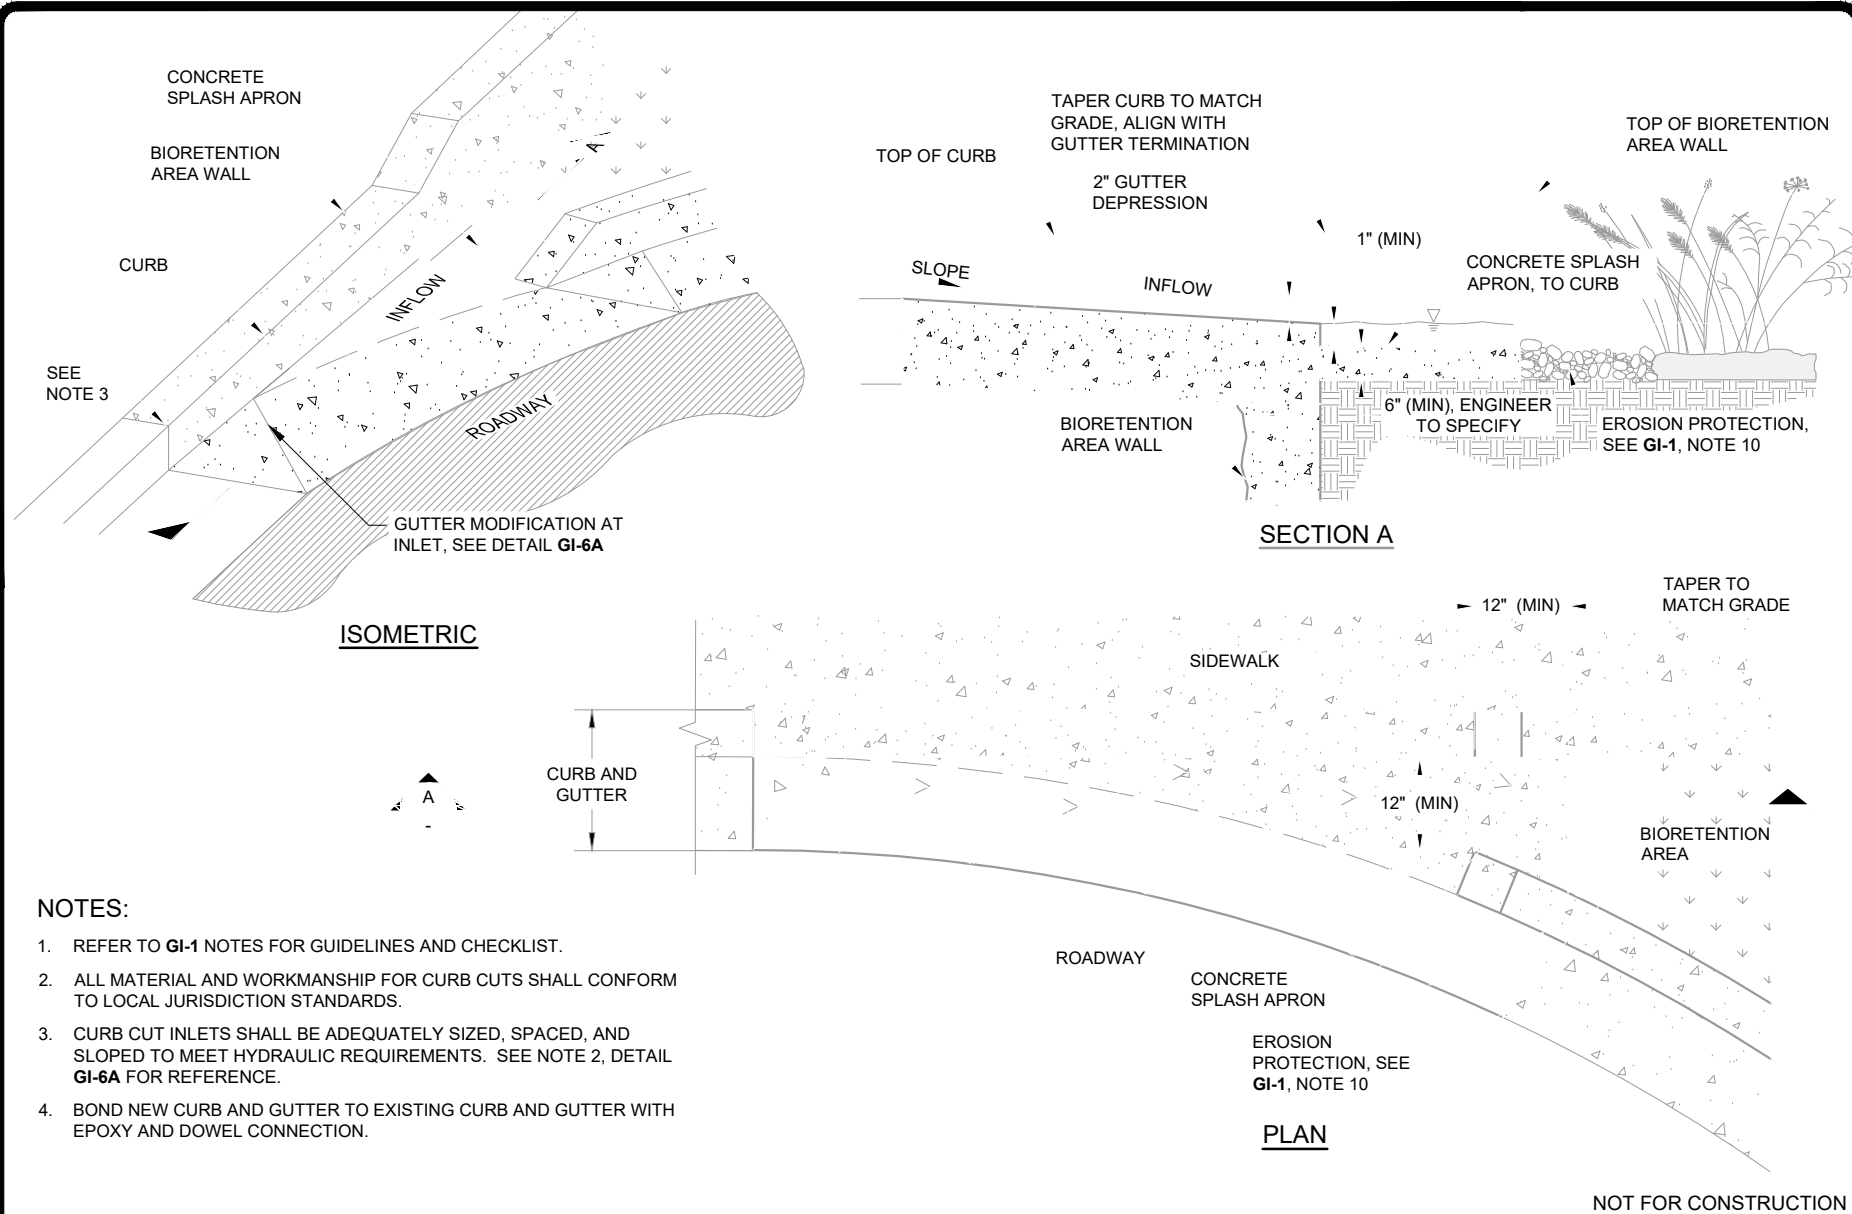 CONCRETE
SPLASH APRON
BIORETENTION
AREA WALL
CURB
SEE
NOTE 3
INFLOW
A
ROADWAY
GUTTER MODIFICATION AT
INLET, SEE DETAIL GI-6A
ISOMETRIC
TOP OF CURB
TAPER CURB TO MATCH
GRADE, ALIGN WITH
GUTTER TERMINATION
2" GUTTER
DEPRESSION
TOP OF BIORETENTION
AREA WALL
1" (MIN)
SLOPE
INFLOW
CONCRETE SPLASH
APRON, TO CURB
BIORETENTION
AREA WALL
6" (MIN), ENGINEER
TO SPECIFY
EROSION PROTECTION,
SEE GI-1, NOTE 10
SECTION A
12" (MIN)
TAPER TO
MATCH GRADE
SIDEWALK
CURB AND
GUTTER
A
-
12" (MIN)
BIORETENTION
AREA
ROADWAY
CONCRETE
SPLASH APRON
EROSION
PROTECTION, SEE
GI-1, NOTE 10
PLAN
NOTES:
1. REFER TO GI-1 NOTES FOR GUIDELINES AND CHECKLIST.
2. ALL MATERIAL AND WORKMANSHIP FOR CURB CUTS SHALL CONFORM
TO LOCAL JURISDICTION STANDARDS.
3. CURB CUT INLETS SHALL BE ADEQUATELY SIZED, SPACED, AND
SLOPED TO MEET HYDRAULIC REQUIREMENTS. SEE NOTE 2, DETAIL
GI-6A FOR REFERENCE.
4. BOND NEW CURB AND GUTTER TO EXISTING CURB AND GUTTER WITH
EPOXY AND DOWEL CONNECTION.
NOT FOR CONSTRUCTION